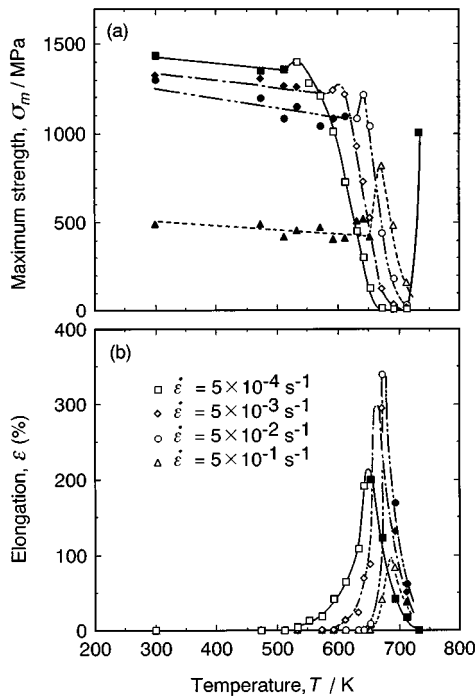 (a)
1500
1000
500
0
Maximum strength, σm / MPa
(b)
400
300
200
100
0
Elongation, ε (%)
ε̇ = 5×10⁻⁴ s⁻¹
ε̇ = 5×10⁻³ s⁻¹
ε̇ = 5×10⁻² s⁻¹
ε̇ = 5×10⁻¹ s⁻¹
200 300 400 500 600 700 800
Temperature, T / K